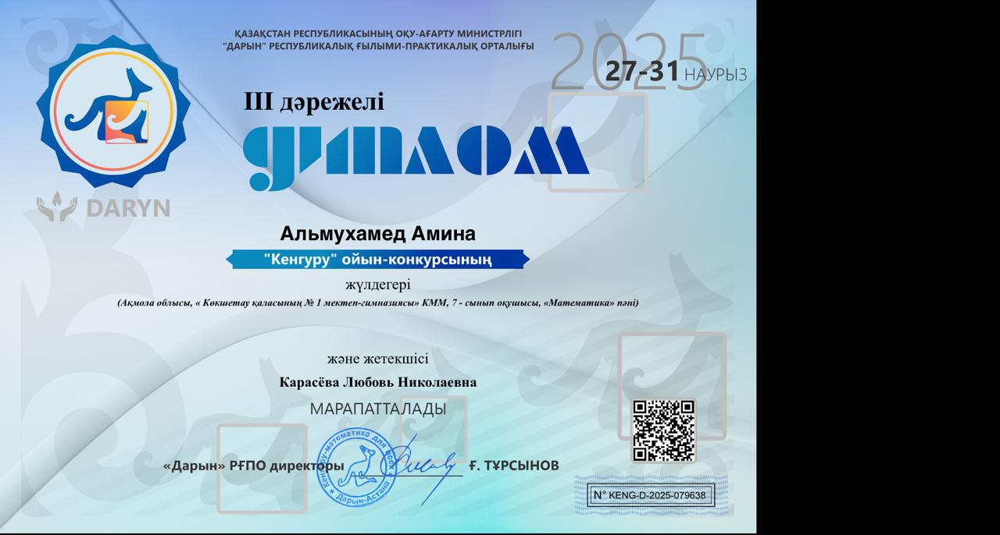 ҚАЗАҚСТАН РЕСПУБЛИКАСЫНЫҢ ОҚУ-АҒАРТУ МИНИСТРЛІГІ
“ДАРЫН” РЕСПУБЛИКАЛЫҚ ҒЫЛЫМИ-ПРАКТИКАЛЫҚ ОРТАЛЫҒЫ
2025
27-31 НАУРЫЗ
III дәрежелі
ДИПЛОМ
DARYN
Альмухамед Амина
"Кенгуру" ойын-конкурсының
жүлдегері
(Ақмола облысы, « Көкшетау қаласының № 1 мектеп-гимназиясы» КММ, 7 - сынып оқушысы, «Математика» пәні)
және жетекшісі
Карасёва Любовь Николаевна
МАРАПАТТАЛАДЫ
Кенгуру-математика для всех
Дарын-Астана
«Дарын» РҒПО директоры Ғ. ТҰРСЫНОВ
N° KENG-D-2025-079638